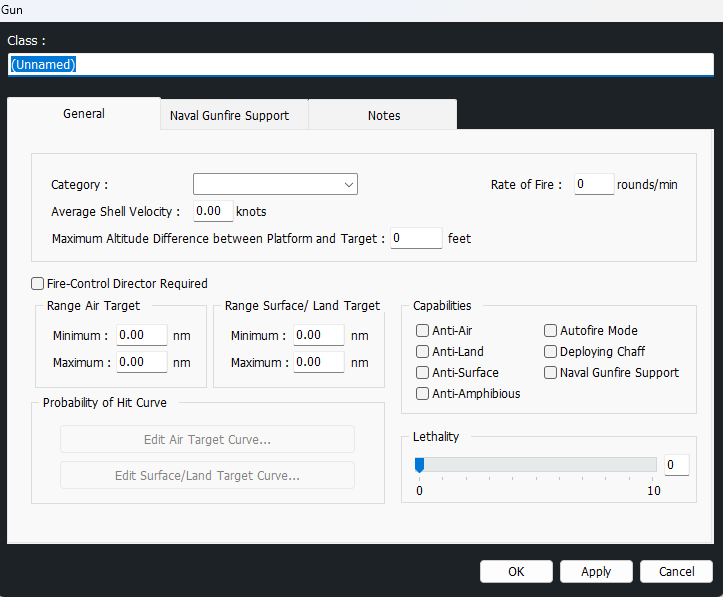 Gun
Class :
(Unnamed)
General
Naval Gunfire Support
Notes
Category :
Rate of Fire : 0 rounds/min
Average Shell Velocity : 0.00 knots
Maximum Altitude Difference between Platform and Target : 0 feet
Fire-Control Director Required
Range Air Target
Minimum : 0.00 nm
Maximum : 0.00 nm
Range Surface/ Land Target
Minimum : 0.00 nm
Maximum : 0.00 nm
Capabilities
Anti-Air
Anti-Land
Anti-Surface
Anti-Amphibious
Autofire Mode
Deploying Chaff
Naval Gunfire Support
Probability of Hit Curve
Edit Air Target Curve...
Edit Surface/Land Target Curve...
Lethality
0
0 10
OK
Apply
Cancel